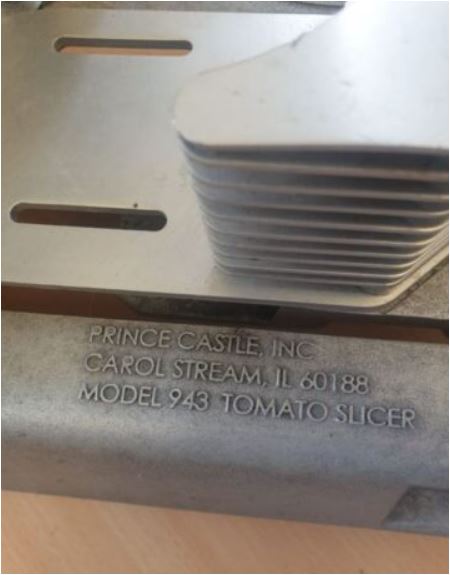 PRINCE CASTLE, INC
CAROL STREAM, IL 60188
MODEL 943 TOMATO SLICER